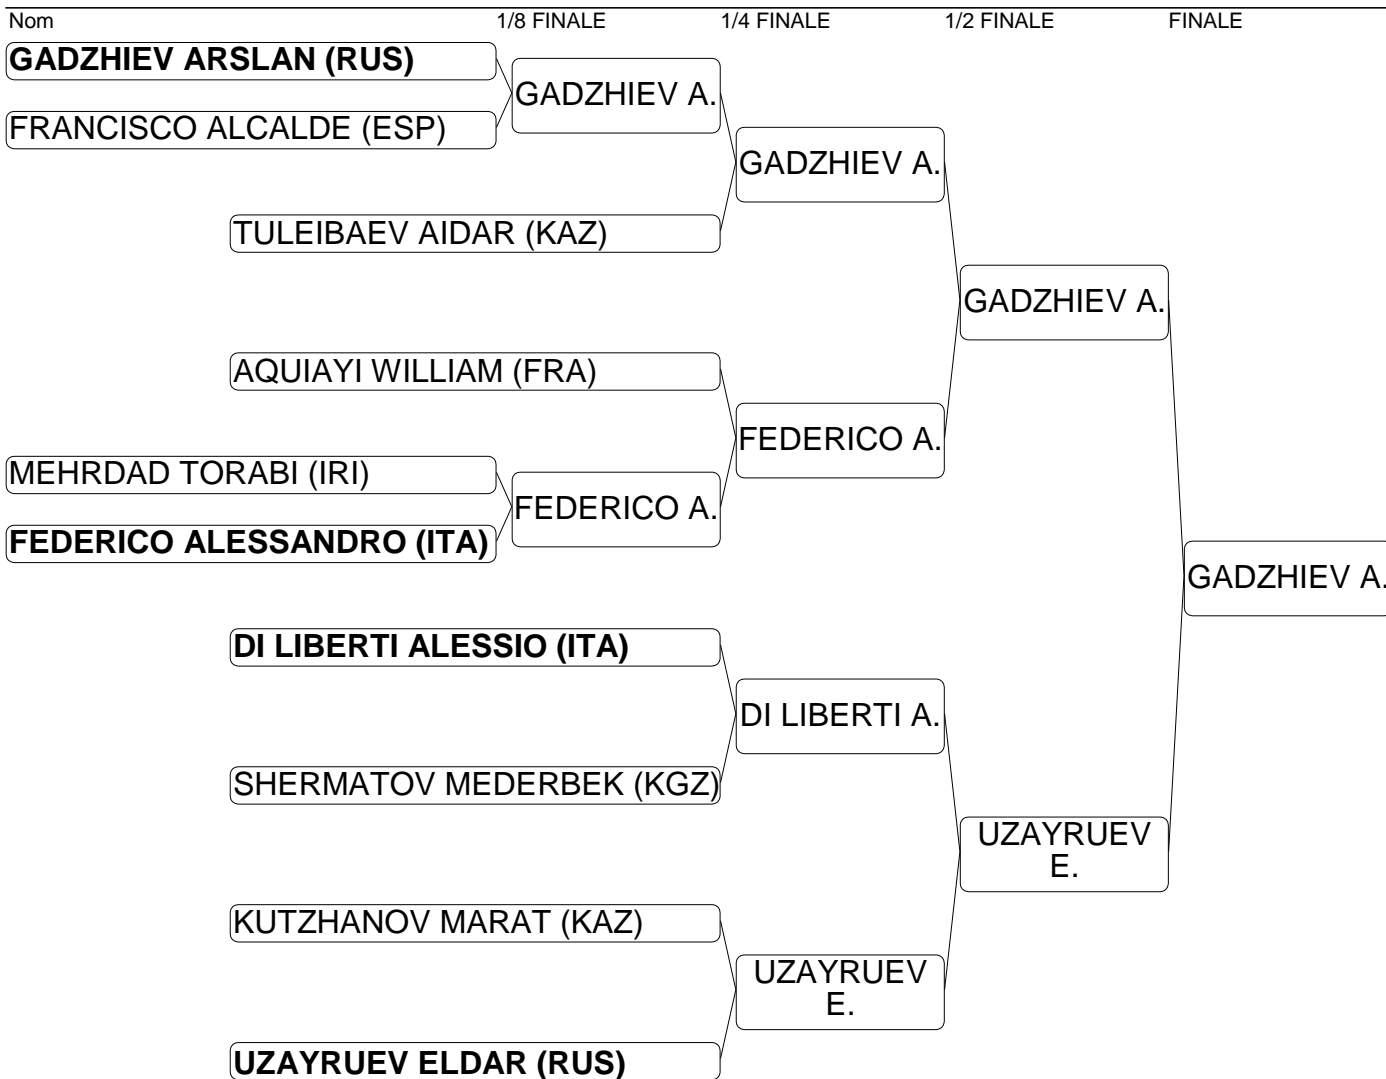 Nom 1/8 FINALE 1/4 FINALE 1/2 FINALE FINALE
GADZHIEV ARSLAN (RUS)
GADZHIEV A.
FRANCISCO ALCALDE (ESP)
GADZHIEV A.
TULEIBAEV AIDAR (KAZ)
GADZHIEV A.
AQUIAYI WILLIAM (FRA)
FEDERICO A.
MEHRDAD TORABI (IRI)
FEDERICO A.
FEDERICO ALESSANDRO (ITA)
GADZHIEV A.
DI LIBERTI ALESSIO (ITA)
DI LIBERTI A.
SHERMATOV MEDERBEK (KGZ)
UZAYRUEV
E.
KUTZHANOV MARAT (KAZ)
UZAYRUEV
E.
UZAYRUEV ELDAR (RUS)